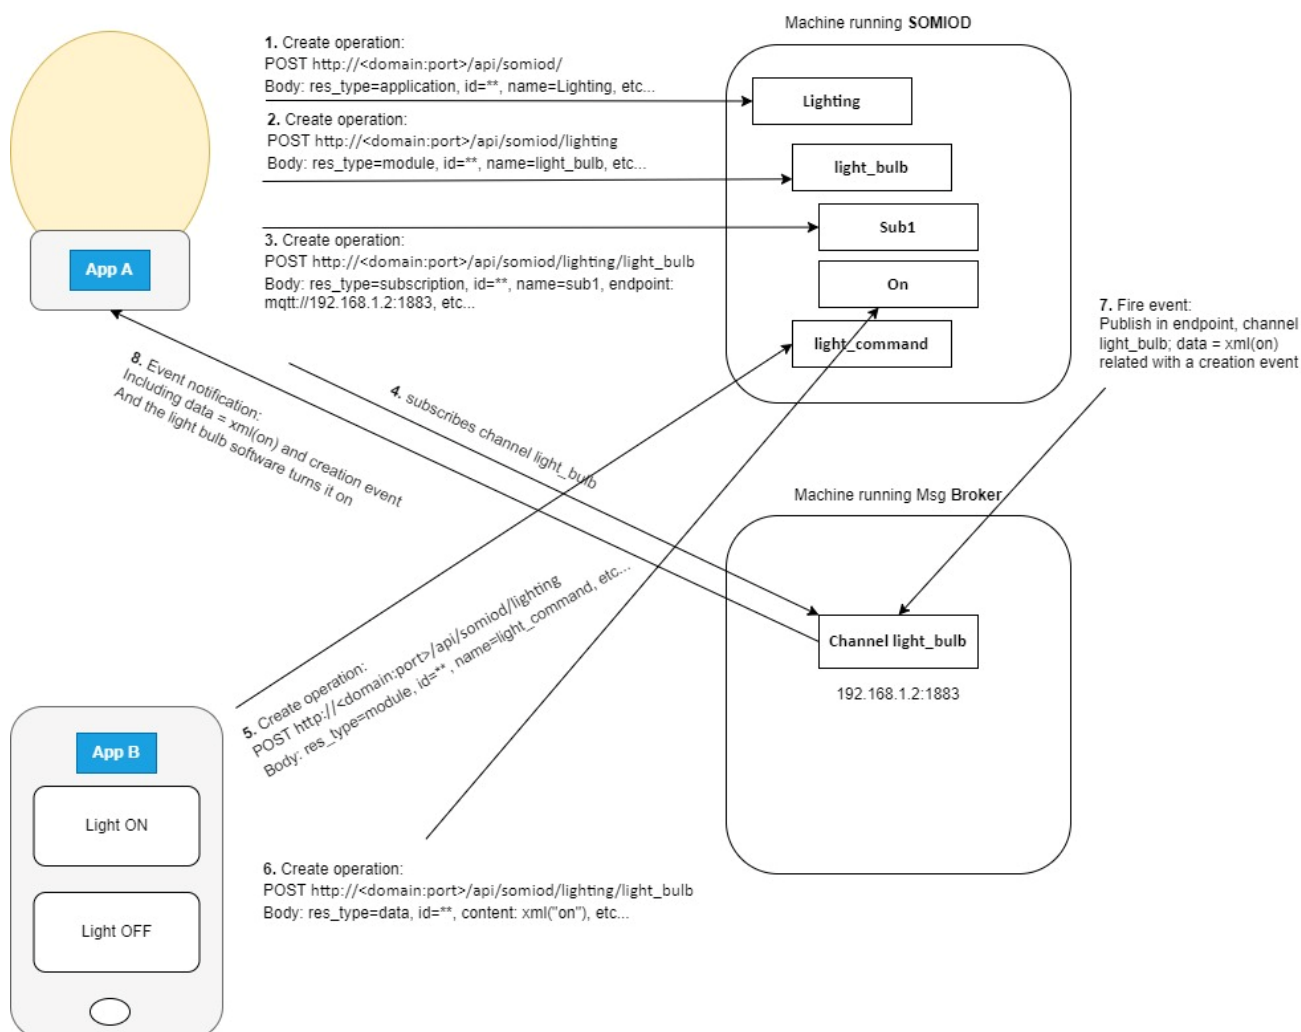 Machine running SOMIOD
1. Create operation:
POST http://<domain:port>/api/somiod/
Body: res_type=application, id=**, name=Lighting, etc...
Lighting
2. Create operation:
POST http://<domain:port>/api/somiod/lighting
Body: res_type=module, id=**, name=light_bulb, etc...
light_bulb
Sub1
3. Create operation:
POST http://<domain:port>/api/somiod/lighting/light_bulb
Body: res_type=subscription, id=**, name=sub1, endpoint:
mqtt://192.168.1.2:1883, etc...
App A
On
light_command
7. Fire event:
Publish in endpoint, channel
light_bulb; data = xml(on)
related with a creation event
8. Event notification:
Including data = xml(on) and creation event
And the light bulb software turns it on
4. subscribes channel light_bulb
Machine running Msg Broker
Channel light_bulb
192.168.1.2:1883
5. Create operation:
POST http://<domain:port>/api/somiod/lighting
Body: res_type=module, id=** , name=light_command, etc...
App B
Light ON
Light OFF
6. Create operation:
POST http://<domain:port>/api/somiod/lighting/light_bulb
Body: res_type=data, id=**, content: xml("on"), etc...